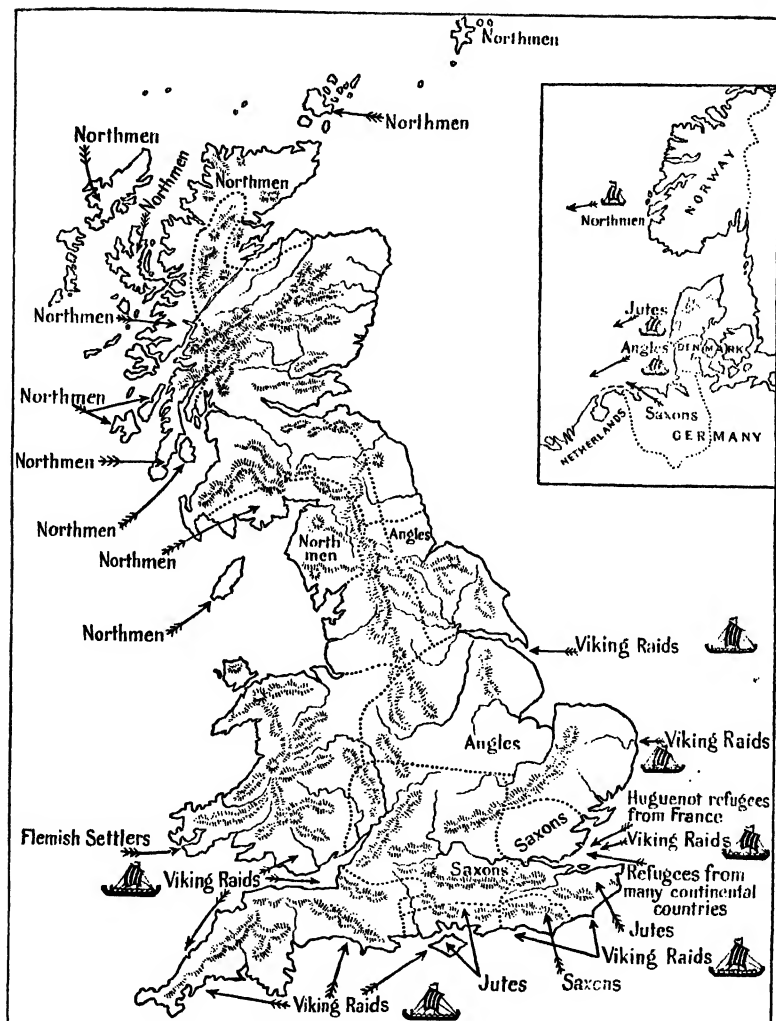 Northmen
Northmen
Northmen
Northmen
Northmen
NORWAY
Northmen
Northmen
Jutes
Angles
DENMARK
Saxons
NETHERLANDS
GERMANY
Northmen
Northmen
Northmen
Northmen
North
men
Angles
Northmen
Viking Raids
Angles
Viking Raids
Huguenot refugees
from France
Flemish Settlers
Saxons
Viking Raids
Saxons
Refugees from
many continental
countries
Viking Raids
Jutes
Viking Raids
Viking Raids
Jutes
Saxons